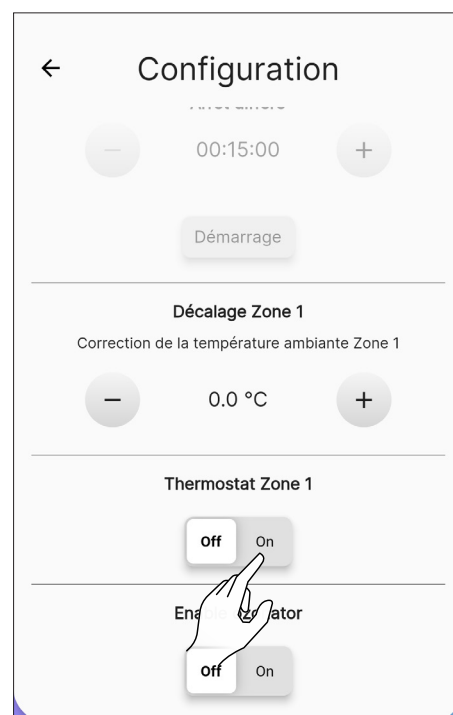 Configuration
00:15:00
Démarrage
Décalage Zone 1
Correction de la température ambiante Zone 1
0.0 °C
Thermostat Zone 1
Off On
Enable
Off On